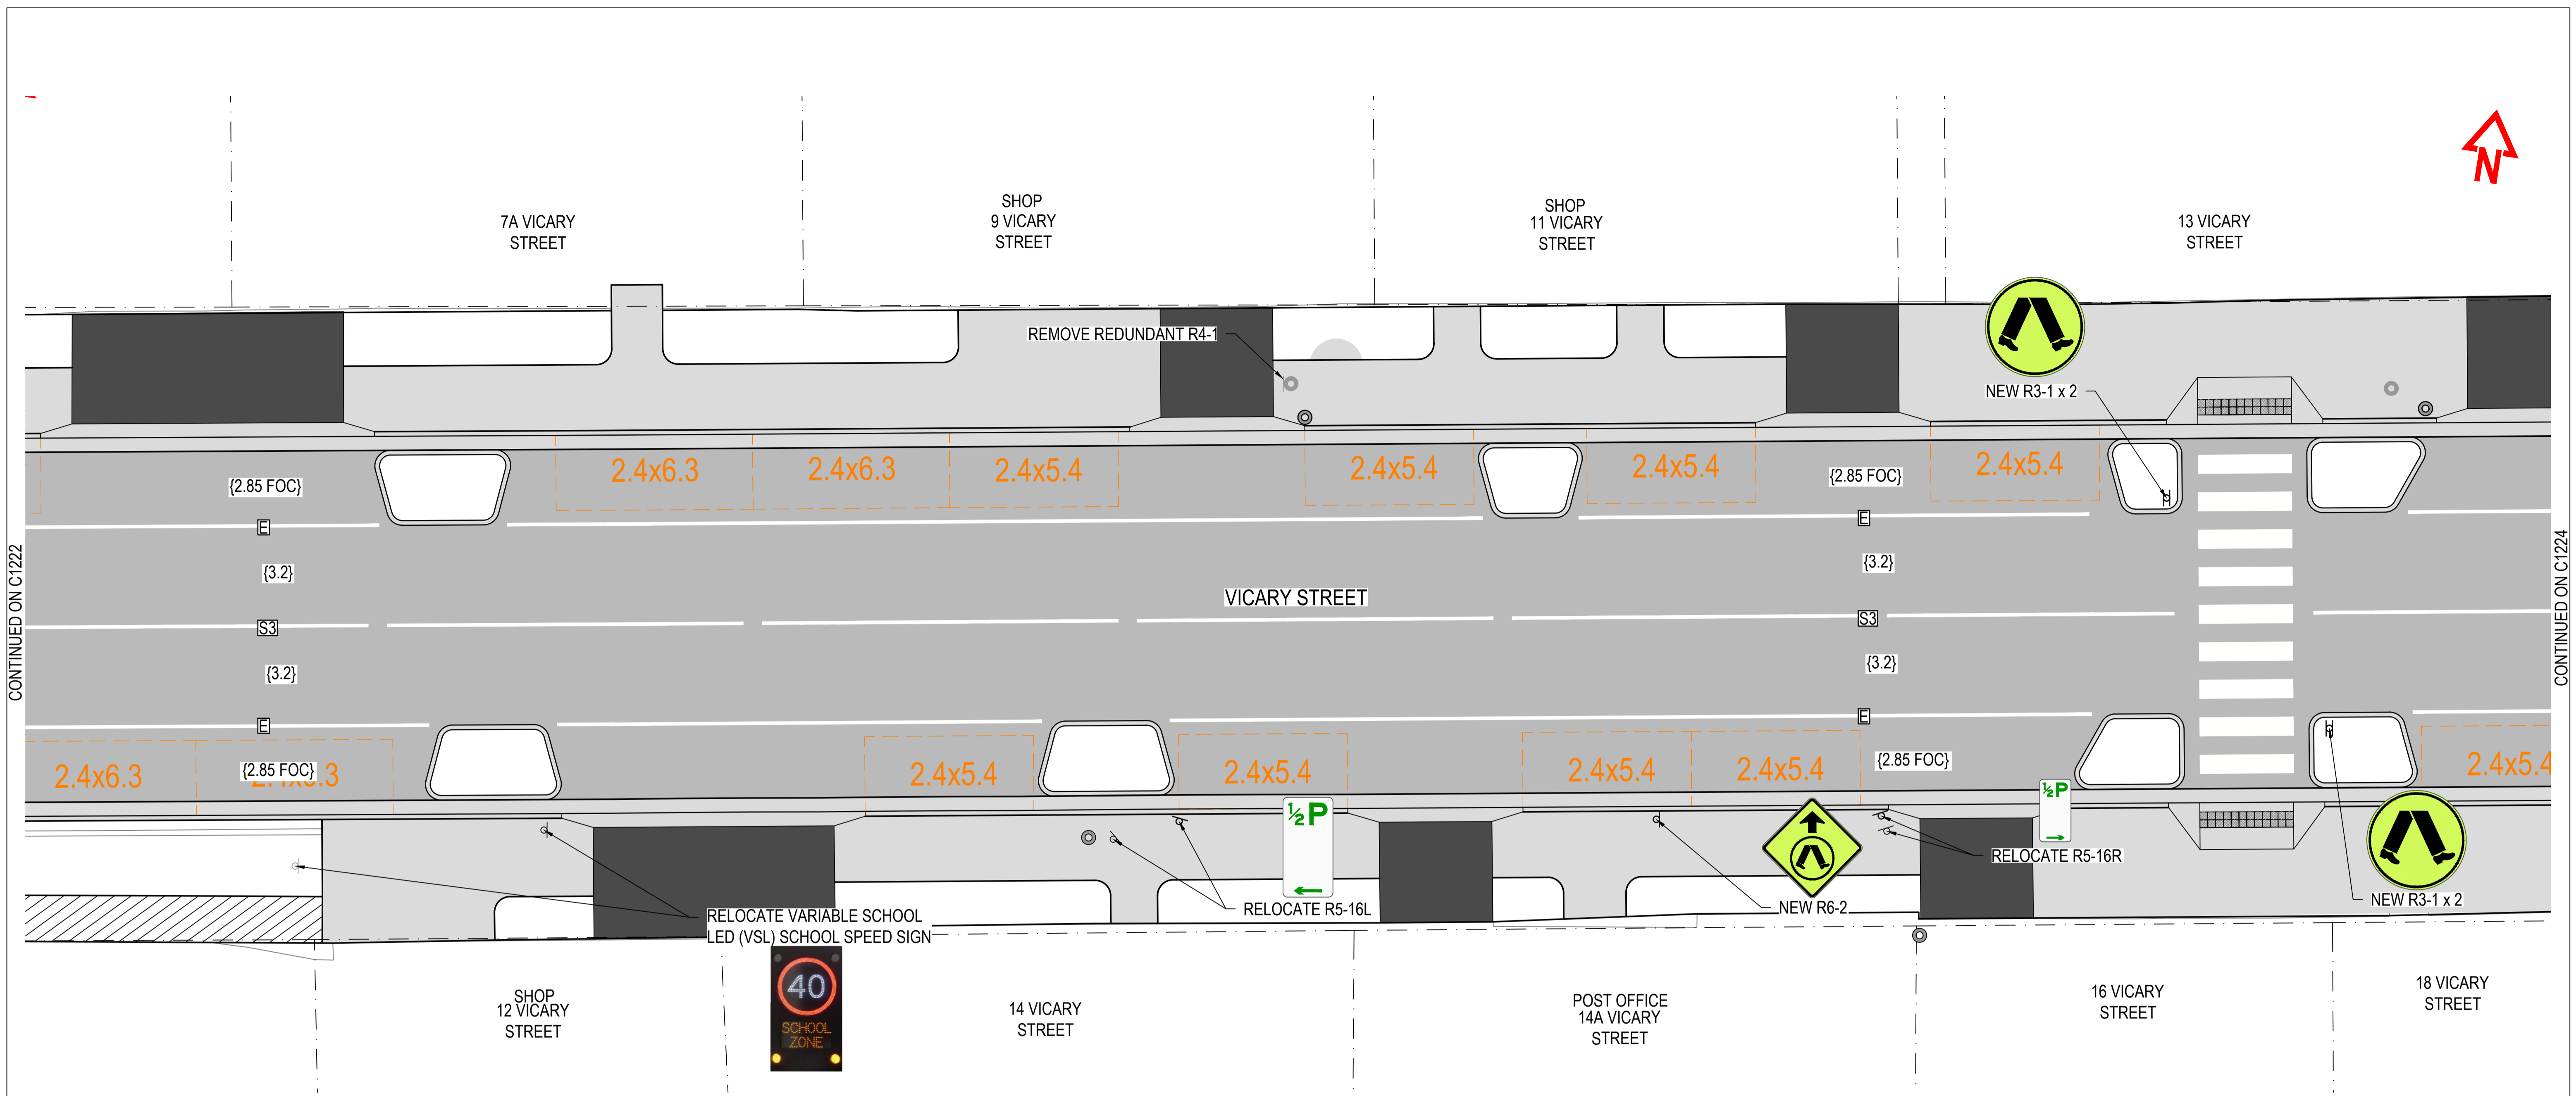 N
7A VICARY
STREET
SHOP
9 VICARY
STREET
SHOP
11 VICARY
STREET
13 VICARY
STREET
REMOVE REDUNDANT R4-1
NEW R3-1 x 2
2.4x6.3
2.4x6.3
2.4x5.4
2.4x5.4
2.4x5.4
2.4x5.4
{2.85 FOC}
{2.85 FOC}
E
E
{3.2}
{3.2}
CONTINUED ON C1222
VICARY STREET
CONTINUED ON C1224
S3
S3
{3.2}
{3.2}
E
E
2.4x6.3
{2.85 FOC}
2.4x5.4
2.4x5.4
2.4x5.4
2.4x5.4
{2.85 FOC}
2.4x5.4
½P
½P
RELOCATE R5-16R
NEW R3-1 x 2
RELOCATE VARIABLE SCHOOL
LED (VSL) SCHOOL SPEED SIGN
RELOCATE R5-16L
NEW R6-2
40
SCHOOL
ZONE
SHOP
12 VICARY
STREET
14 VICARY
STREET
POST OFFICE
14A VICARY
STREET
16 VICARY
STREET
18 VICARY
STREET